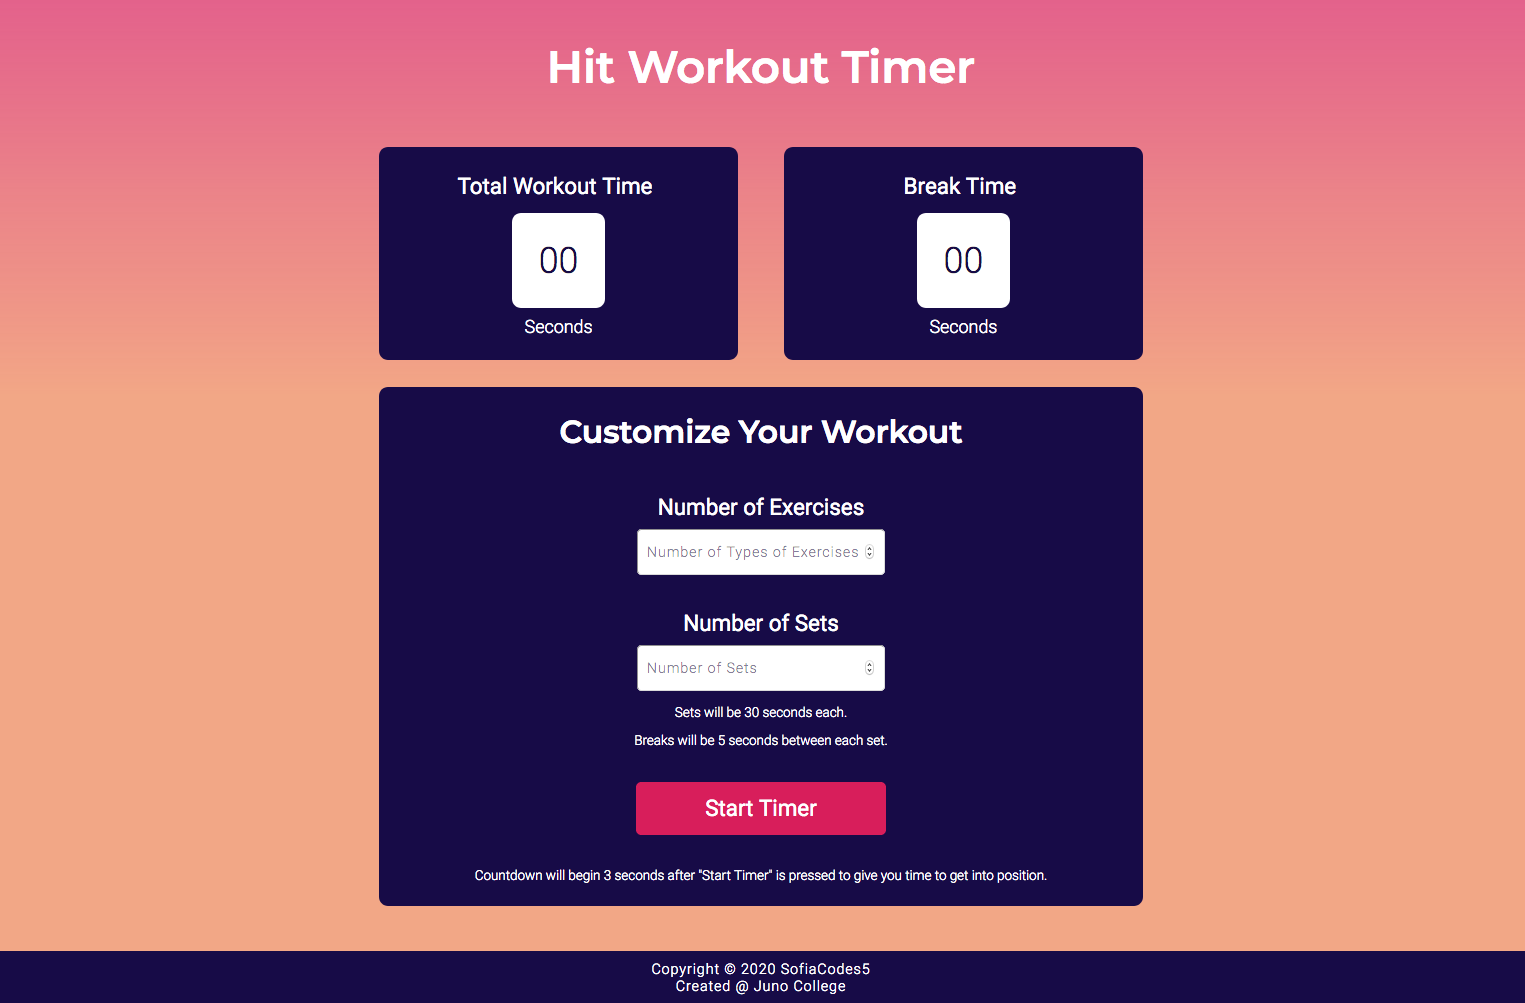 Hit Workout Timer
Total Workout Time
00
Seconds
Break Time
00
Seconds
Customize Your Workout
Number of Exercises
Number of Types of Exercises
Number of Sets
Number of Sets
Sets will be 30 seconds each.
Breaks will be 5 seconds between each set.
Start Timer
Countdown will begin 3 seconds after "Start Timer" is pressed to give you time to get into position.
Copyright © 2020 SofiaCodes5
Created @ Juno College